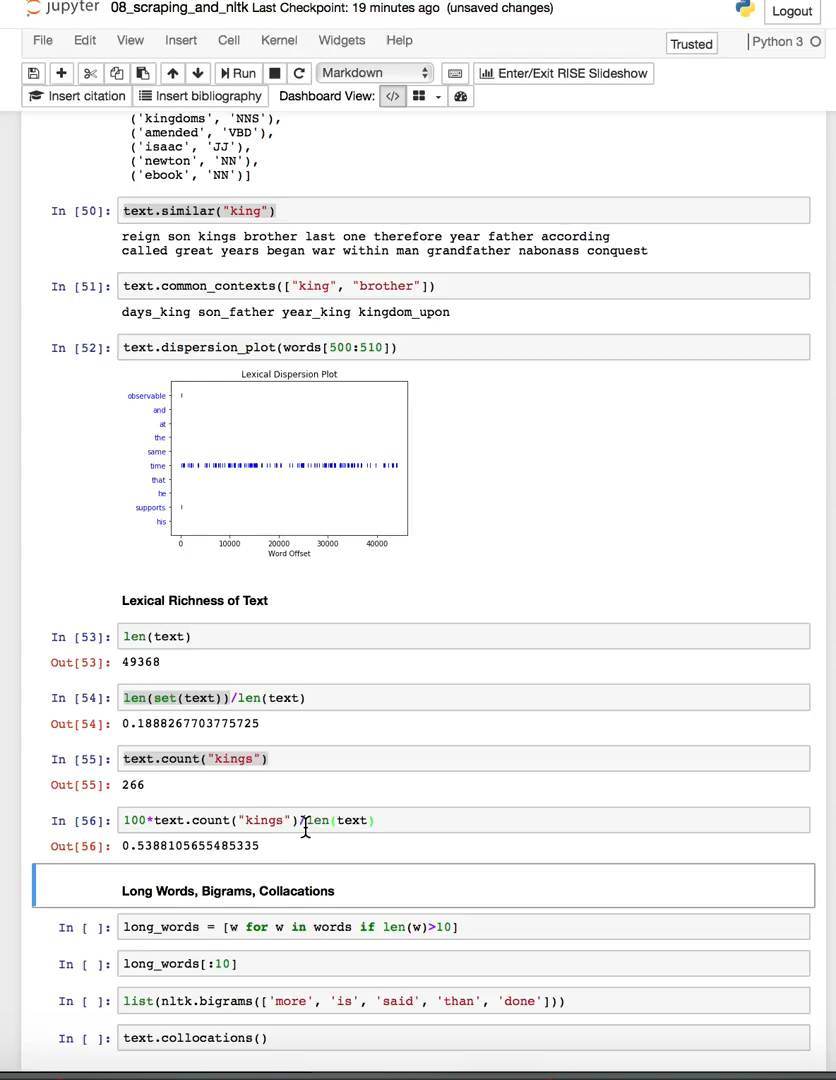 jupyter 08_scraping_and_nltk Last Checkpoint: 19 minutes ago (unsaved changes) Logout
File Edit View Insert Cell Kernel Widgets Help Trusted Python 3
Run Markdown Enter/Exit RISE Slideshow
Insert citation Insert bibliography Dashboard View: </>
('kingdoms', 'NNS'),
('amended', 'VBD'),
('isaac', 'JJ'),
('newton', 'NN'),
('ebook', 'NN')]
In [50]: text.similar("king")
reign son kings brother last one therefore year father according
called great years began war within man grandfather nabonass conquest
In [51]: text.common_contexts(["king", "brother"])
days_king son_father year_king kingdom_upon
In [52]: text.dispersion_plot(words[500:510])
Lexical Dispersion Plot
observable
and
at
the
same
time
that
he
supports
his
0 10000 20000 30000 40000
Word Offset
Lexical Richness of Text
In [53]: len(text)
Out[53]: 49368
In [54]: len(set(text))/len(text)
Out[54]: 0.1888267703775725
In [55]: text.count("kings")
Out[55]: 266
In [56]: 100*text.count("kings")/len(text)
Out[56]: 0.5388105655485335
Long Words, Bigrams, Collacations
In [ ]: long_words = [w for w in words if len(w)>10]
In [ ]: long_words[:10]
In [ ]: list(nltk.bigrams(['more', 'is', 'said', 'than', 'done']))
In [ ]: text.collocations()